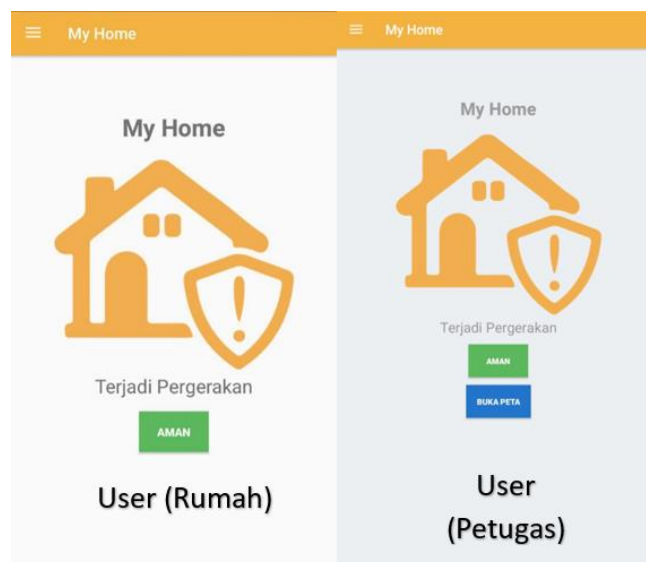 My Home
My Home
Terjadi Pergerakan
AMAN
User (Rumah)
My Home
My Home
Terjadi Pergerakan
AMAN
BUKA PETA
User
(Petugas)